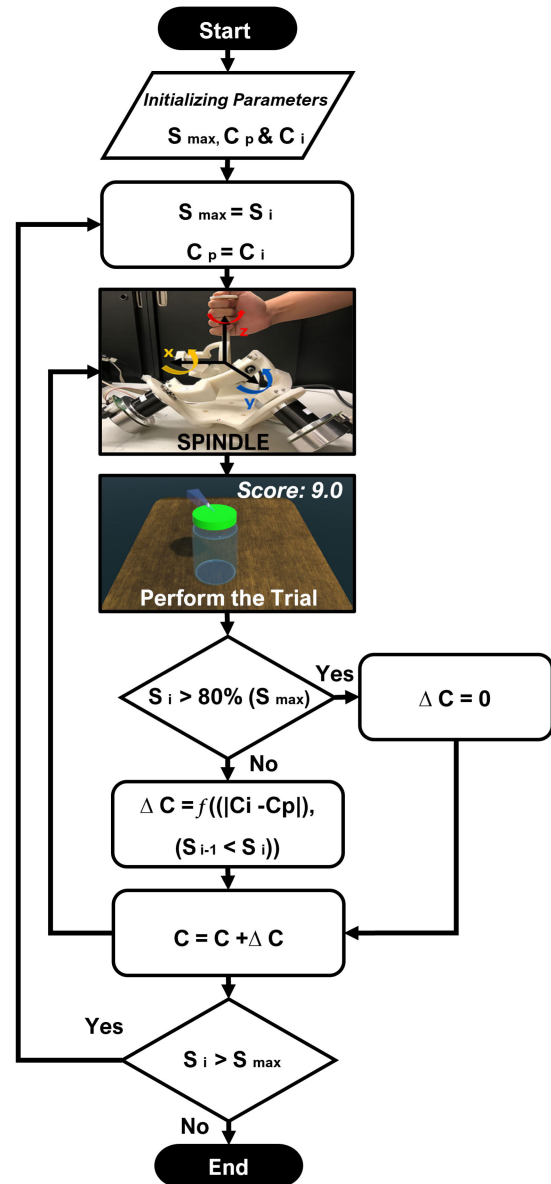 Start
Initializing Parameters
S max, C p & C i
S max = S i
C p = C i
z
x
y
SPINDLE
Score: 9.0
Perform the Trial
S i > 80% (S max)
Yes
Δ C = 0
No
Δ C = f((|Ci -Cp|),
(S i-1 < S i))
C = C +Δ C
Yes
S i > S max
No
End